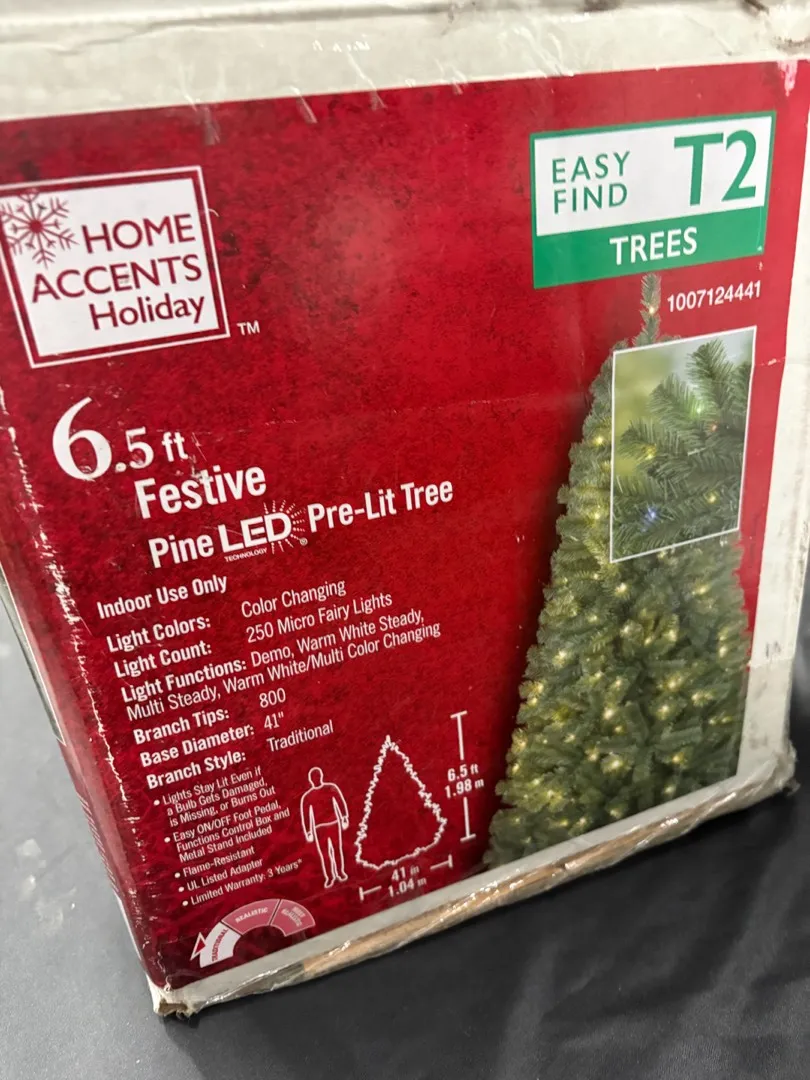 HOME
ACCENTS
Holiday
TM
EASY
FIND
T2
TREES
1007124441
6.5 ft
Festive
Pine LED Pre-Lit Tree
TECHNOLOGY
®
Indoor Use Only
Light Colors: Color Changing
Light Count: 250 Micro Fairy Lights
Light Functions: Demo, Warm White Steady,
Multi Steady, Warm White/Multi Color Changing
Branch Tips: 800
Base Diameter: 41"
Branch Style: Traditional
• Lights Stay Lit Even if
a Bulb Gets Damaged,
is Missing, or Burns Out
• Easy ON/OFF Foot Pedal,
Functions Control Box and
Metal Stand Included
• Flame-Resistant
• UL Listed Adapter
• Limited Warranty: 3 Years*
6.5 ft
1.98 m
41 in
1.04 m
TRADITIONAL
REALISTIC
REALISTIC